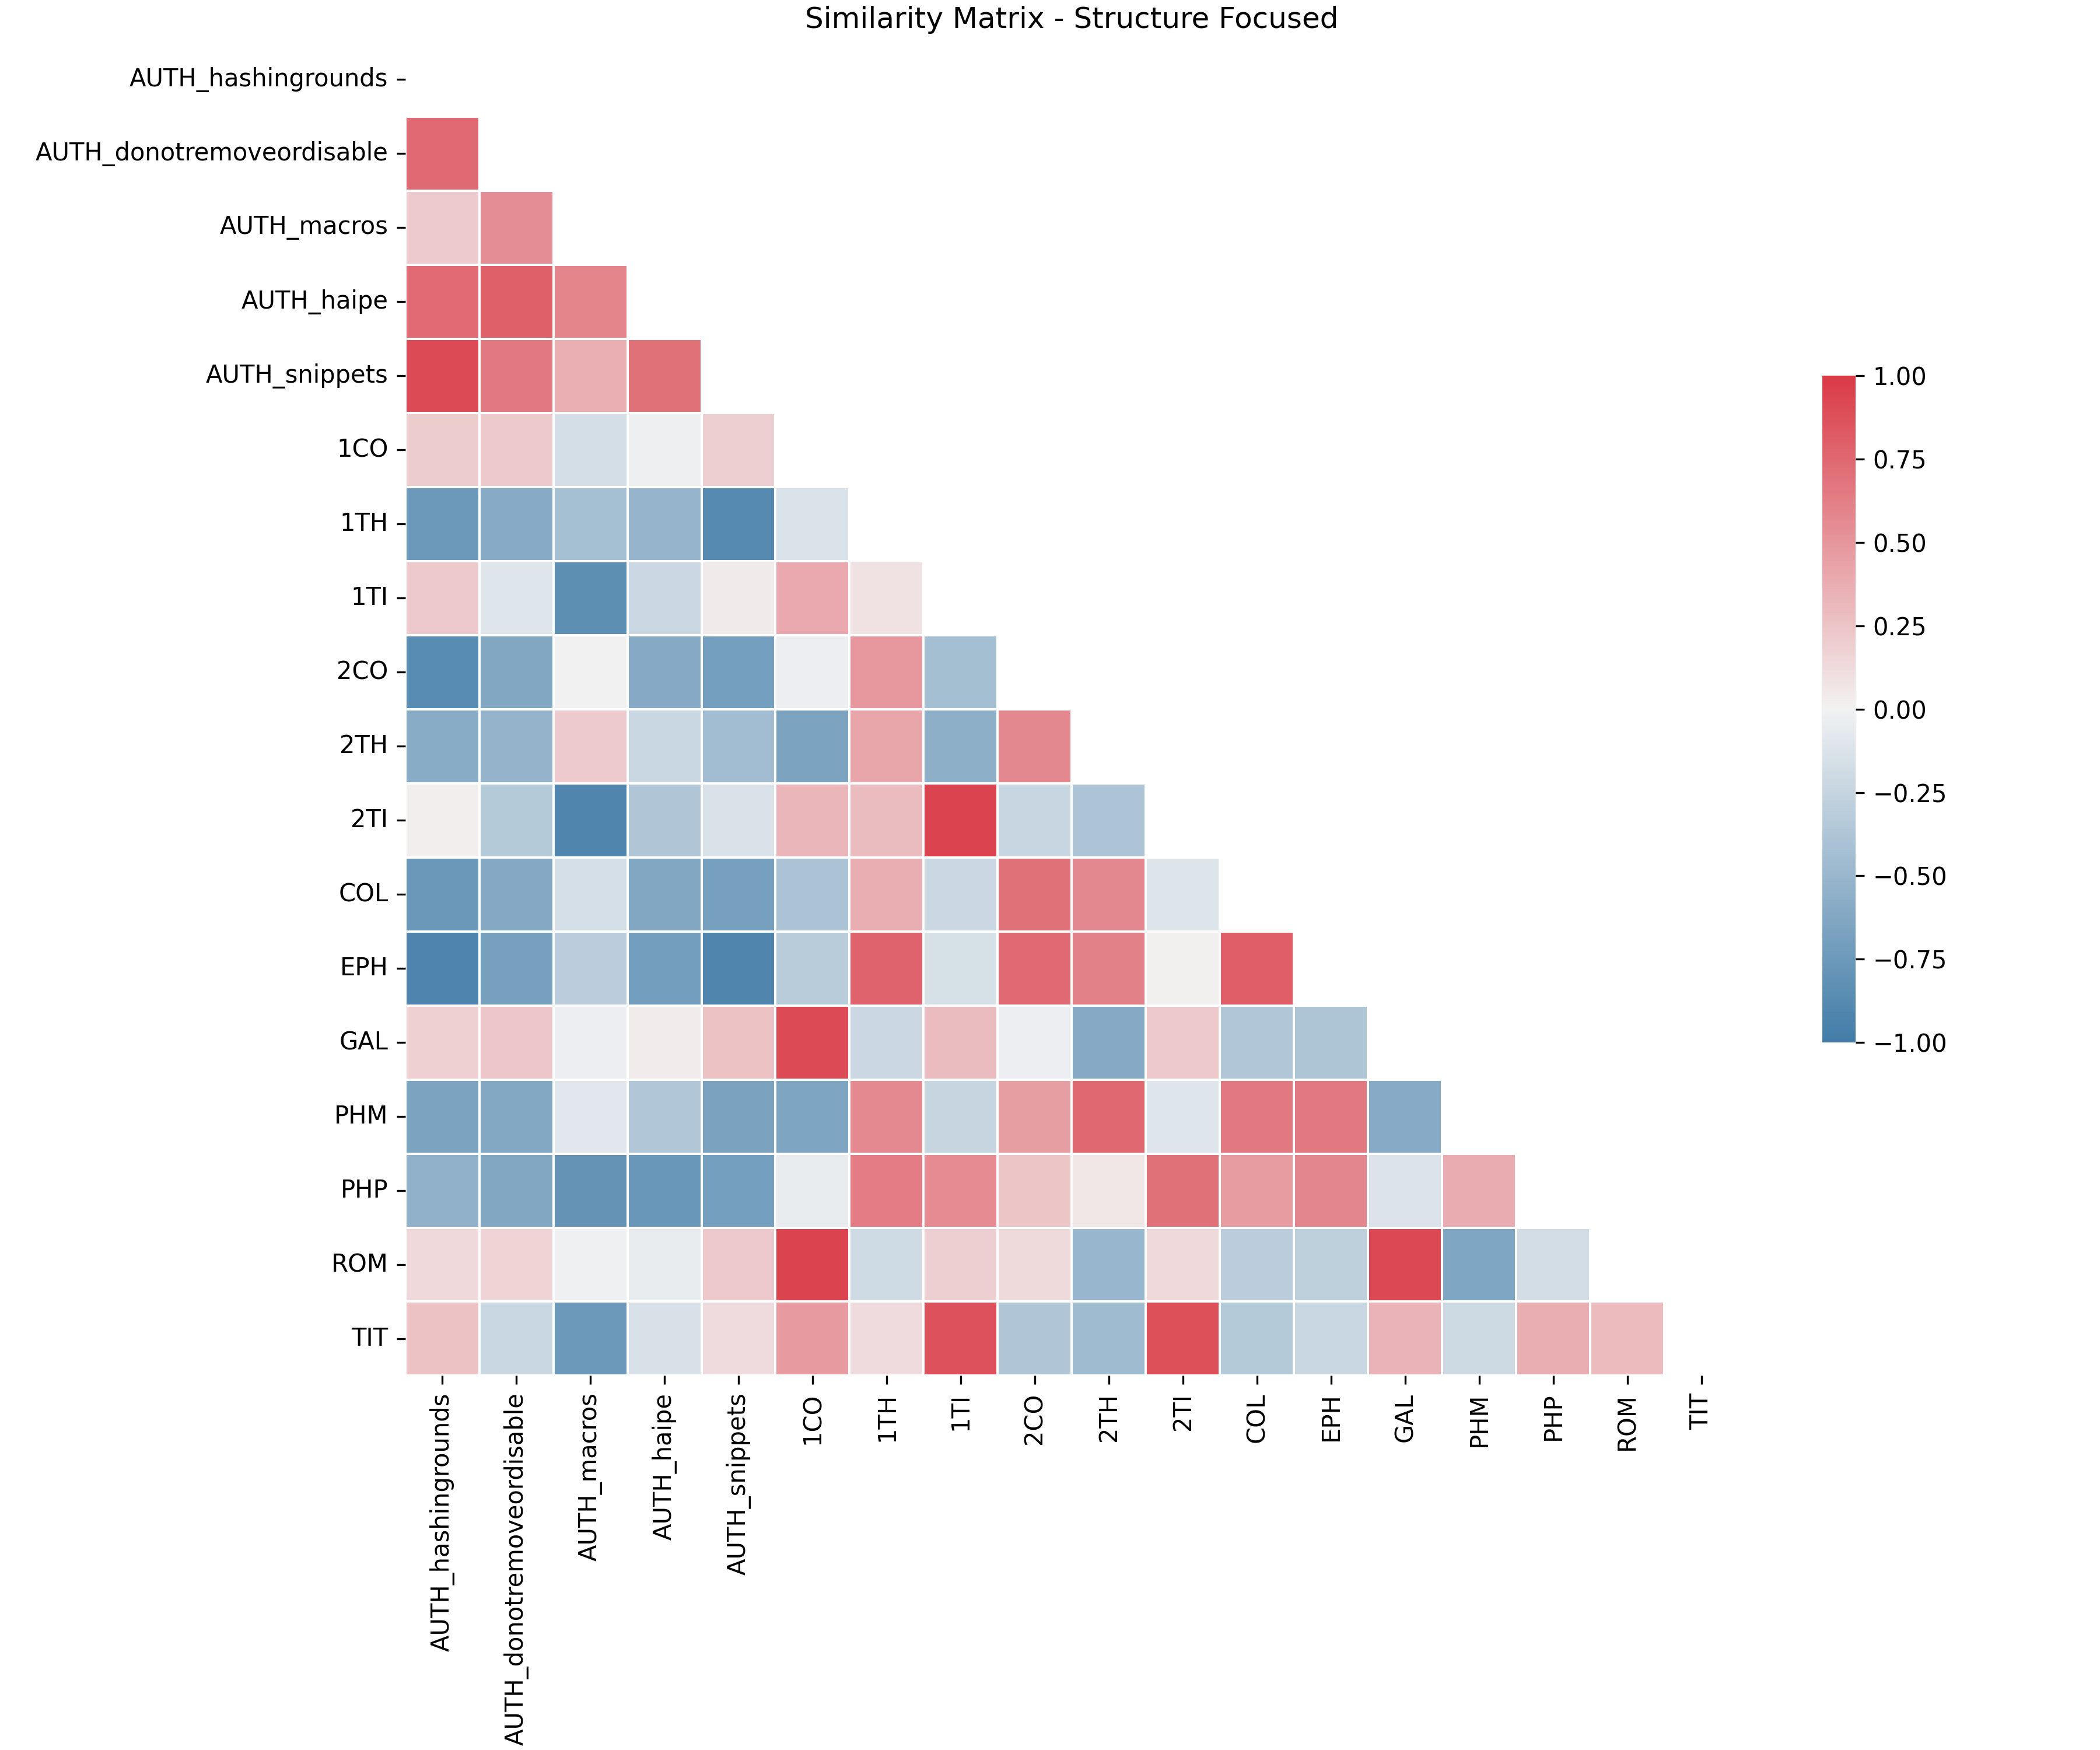 Similarity Matrix - Structure Focused
AUTH_hashingrounds
AUTH_donotremoveordisable
AUTH_macros
AUTH_haipe
AUTH_snippets
1CO
1TH
1TI
2CO
2TH
2TI
COL
EPH
GAL
PHM
PHP
ROM
TIT
AUTH_hashingrounds
AUTH_donotremoveordisable
AUTH_macros
AUTH_haipe
AUTH_snippets
1CO
1TH
1TI
2CO
2TH
2TI
COL
EPH
GAL
PHM
PHP
ROM
TIT
1.00
0.75
0.50
0.25
0.00
−0.25
−0.50
−0.75
−1.00